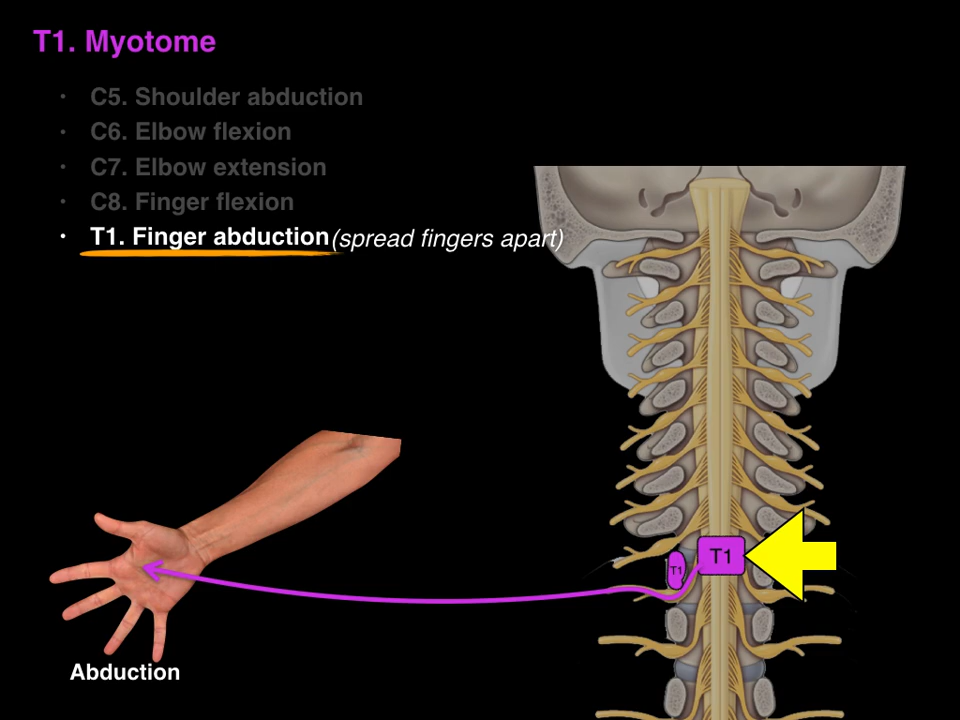 T1. Myotome
• C5. Shoulder abduction
• C6. Elbow flexion
• C7. Elbow extension
• C8. Finger flexion
• T1. Finger abduction (spread fingers apart)
T1
T1
Abduction